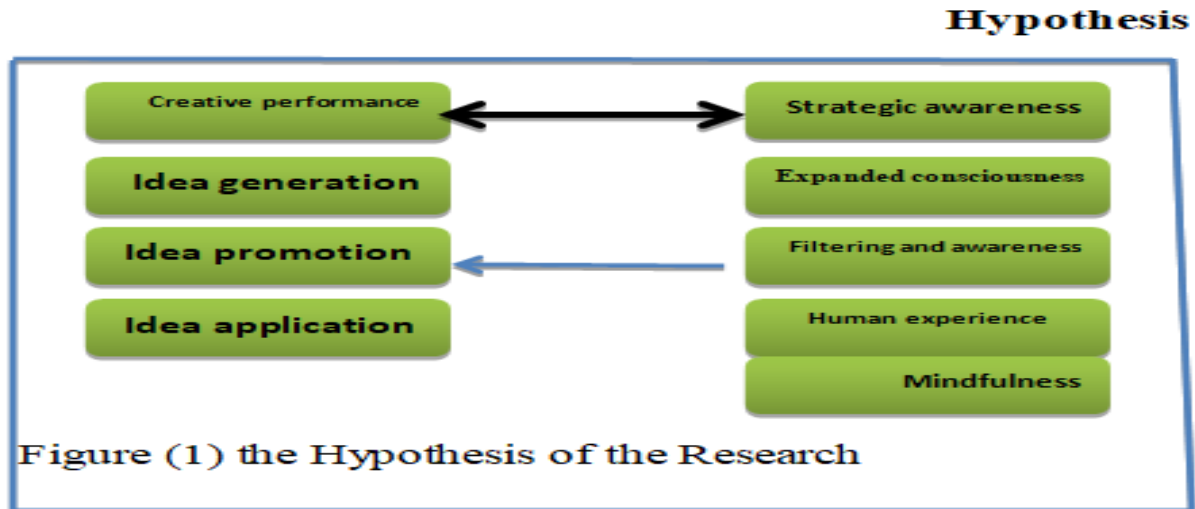 Hypothesis
Creative performance
Strategic awareness
Idea generation
Expanded consciousness
Idea promotion
Filtering and awareness
Idea application
Human experience
Mindfulness
Figure (1) the Hypothesis of the Research